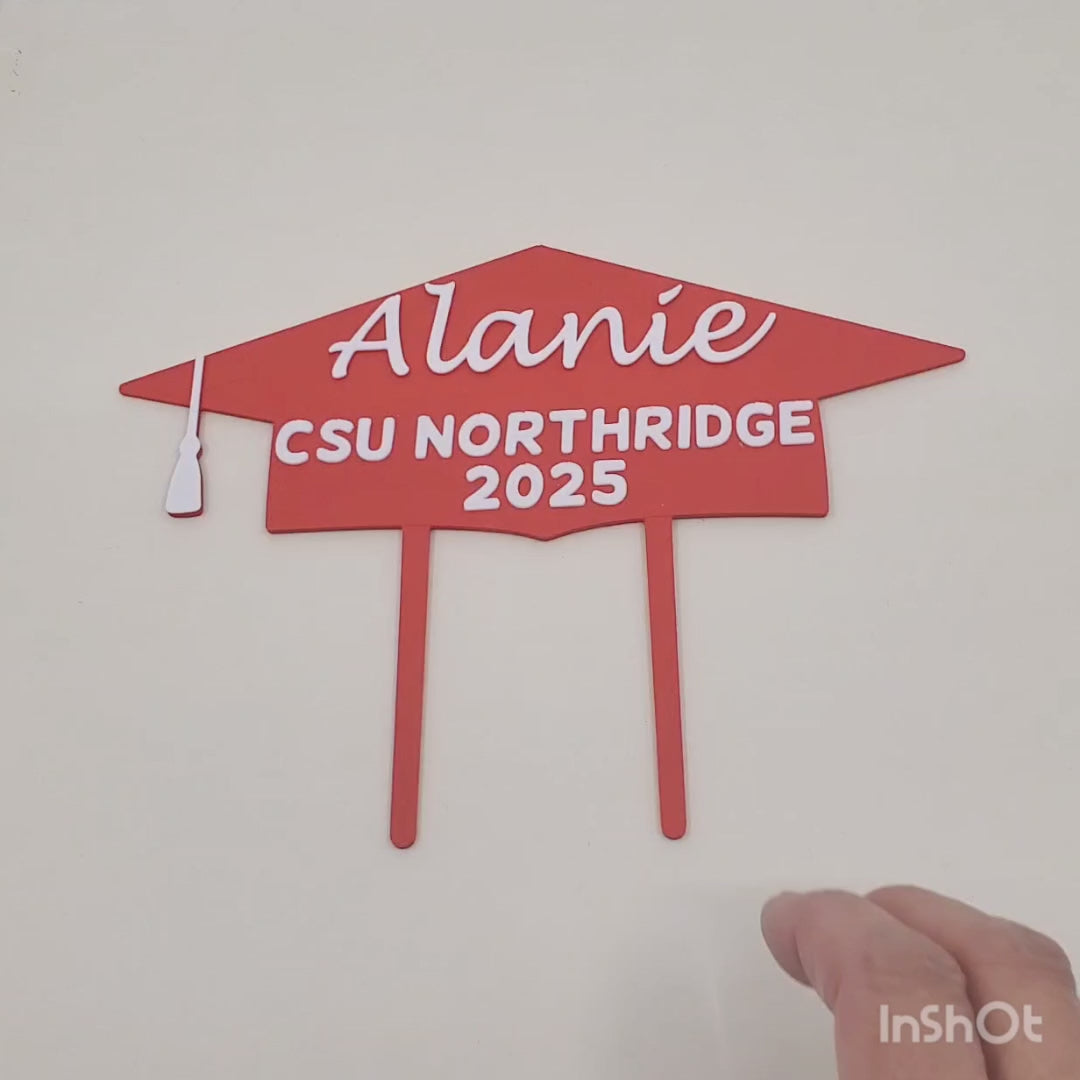 Alanie
CSU NORTHRIDGE
2025
InShOt